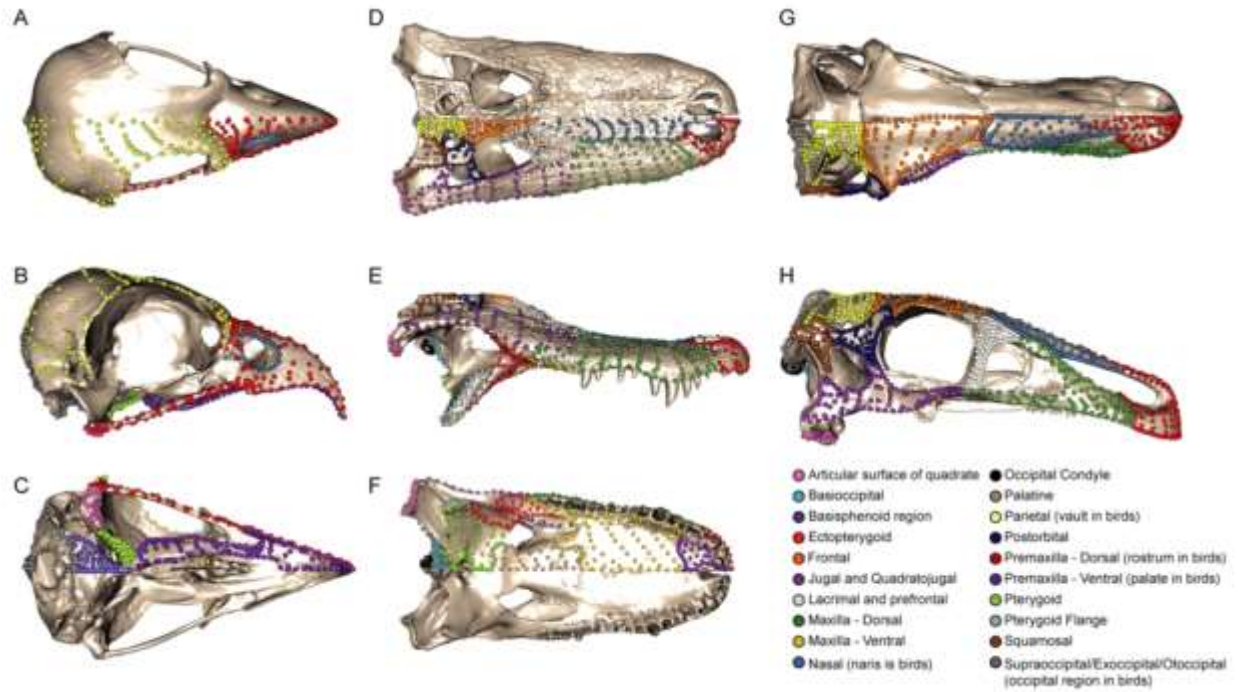 A
D
G
B
E
H
C
F
Articular surface of quadrate
Basioccipital
Basisphenoid region
Ectopterygoid
Frontal
Jugal and Quadratojugal
Lacrimal and prefrontal
Maxilla - Dorsal
Maxilla - Ventral
Nasal (naris is birds)
Occipital Condyle
Palatine
Parietal (vault in birds)
Postorbital
Premaxilla - Dorsal (rostrum in birds)
Premaxilla - Ventral (palate in birds)
Pterygoid
Pterygoid Flange
Squamosal
Supraoccipital/Exoccipital/Otoccipital
(occipital region in birds)